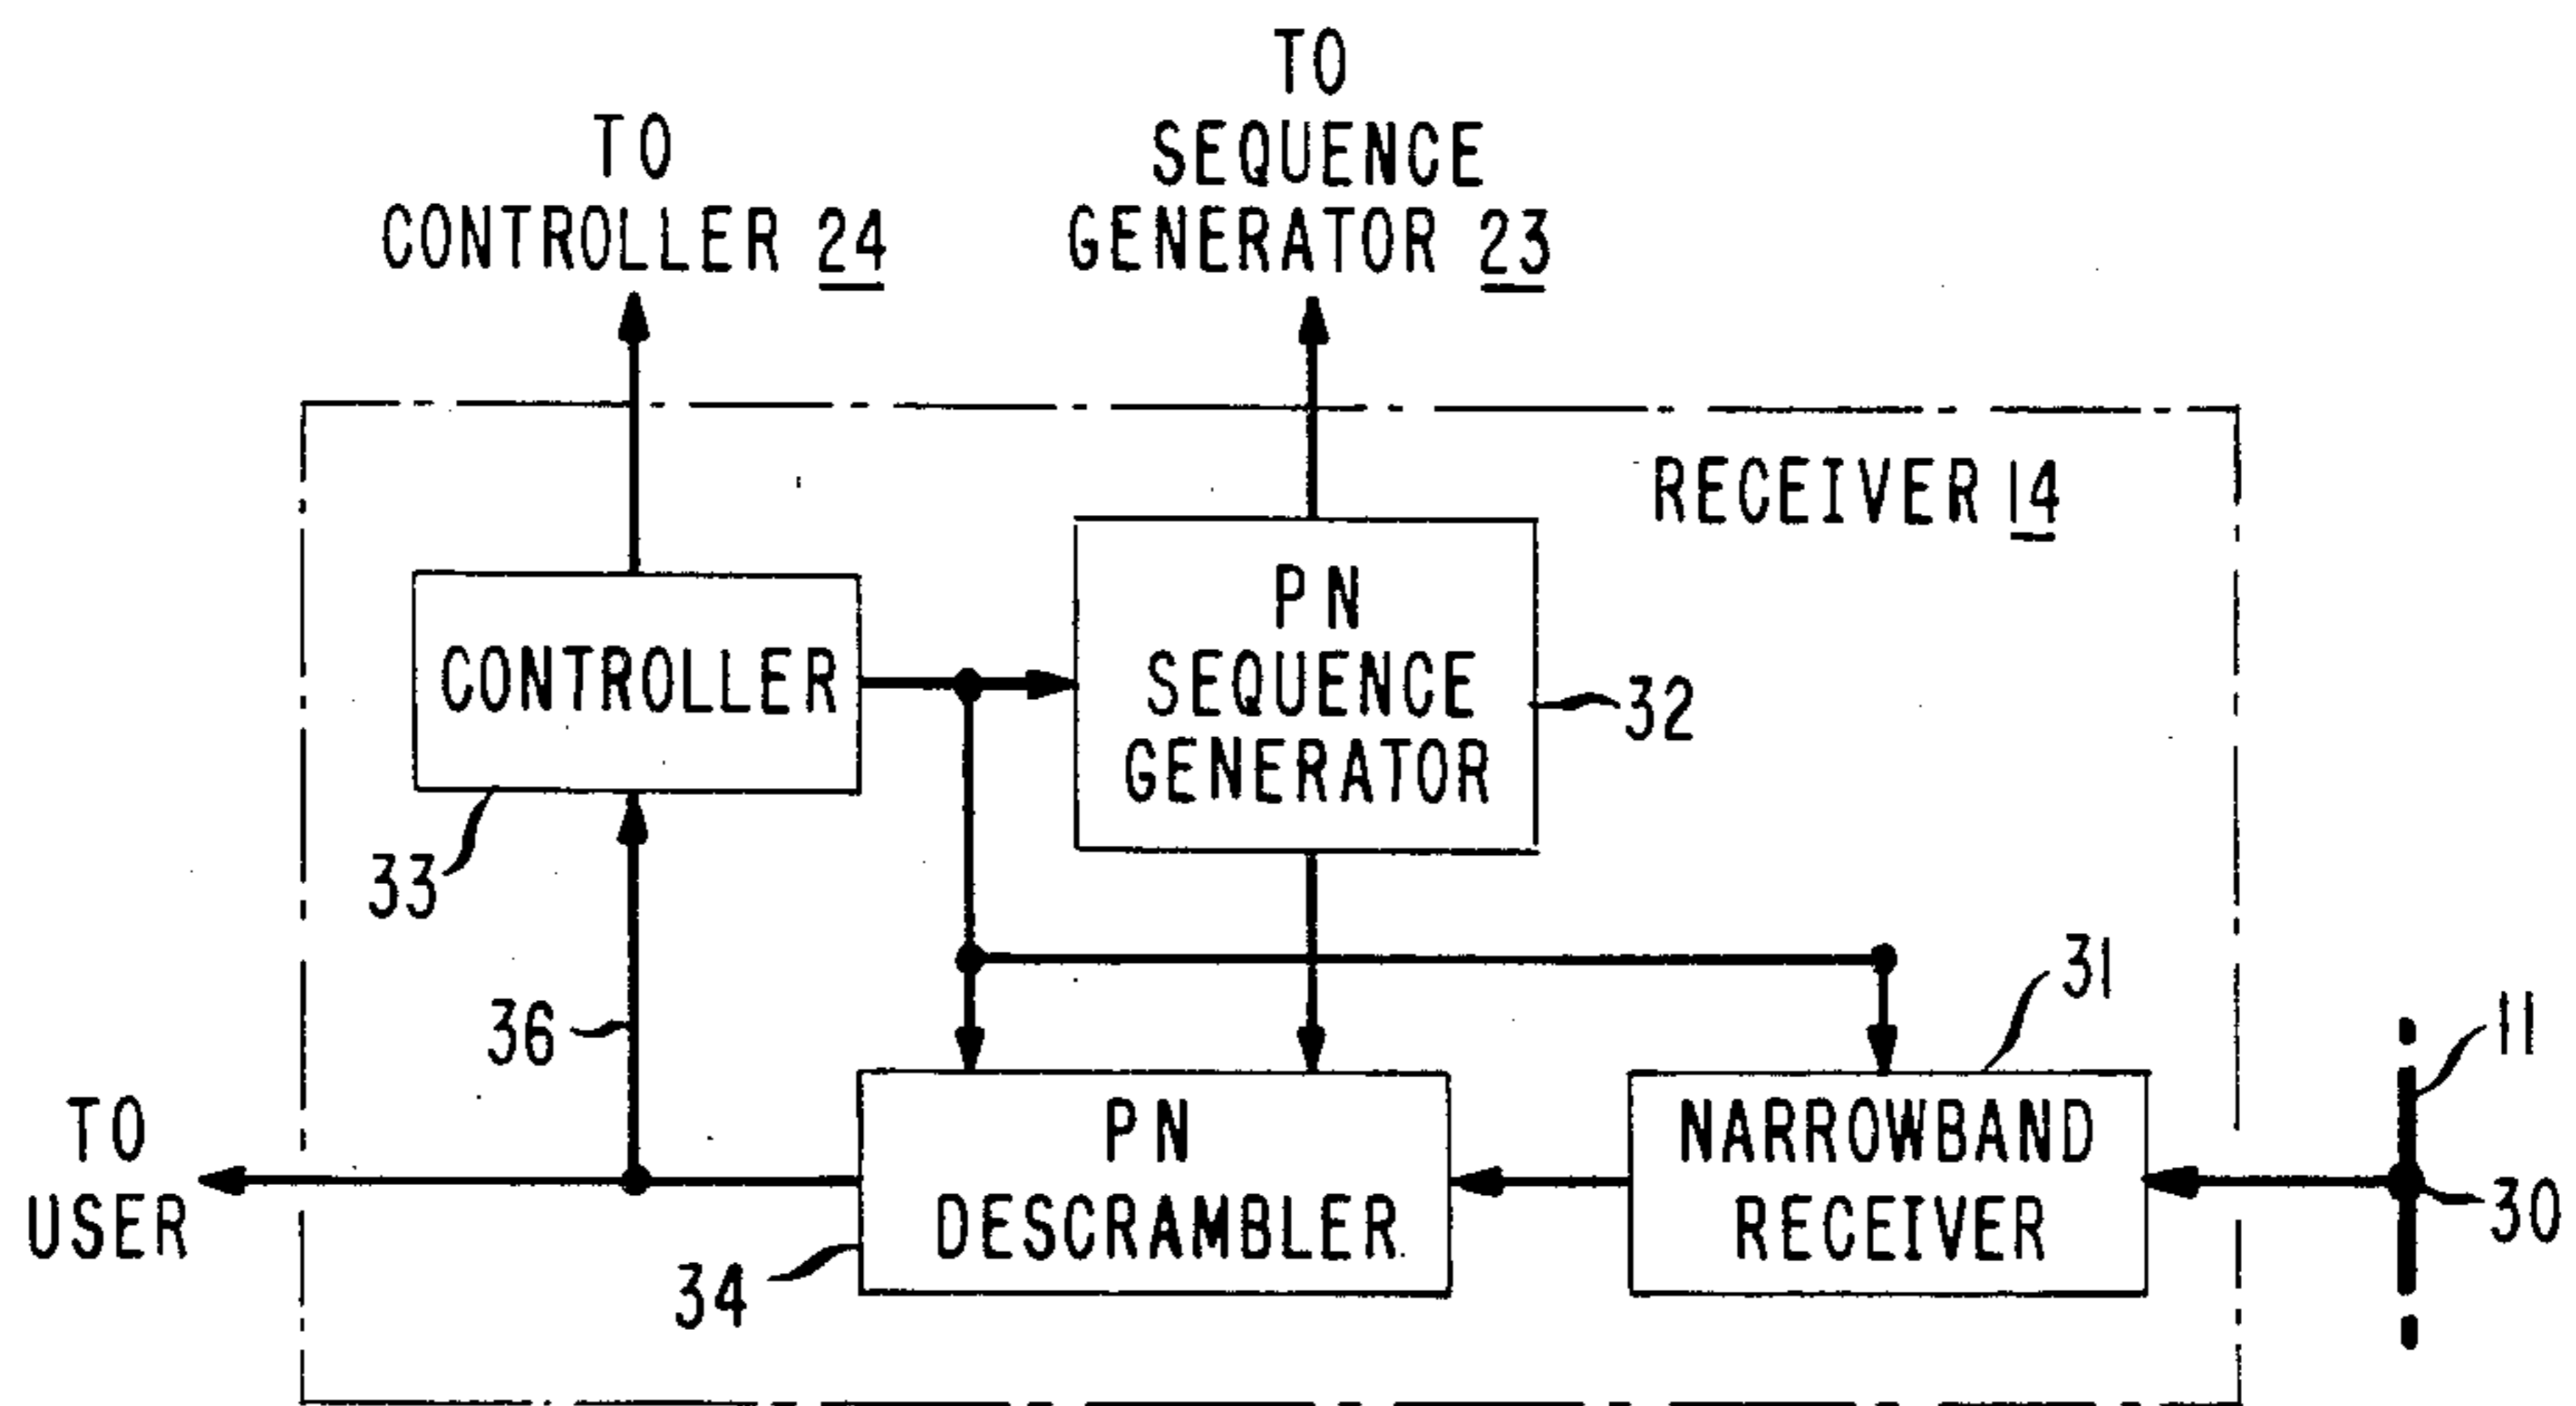 TO
CONTROLLER 24
TO
SEQUENCE
GENERATOR 23
RECEIVER 14
CONTROLLER
33
PN
SEQUENCE
GENERATOR
32
36
31
11
TO
USER
PN
DESCRAMBLER
34
NARROWBAND
RECEIVER
30